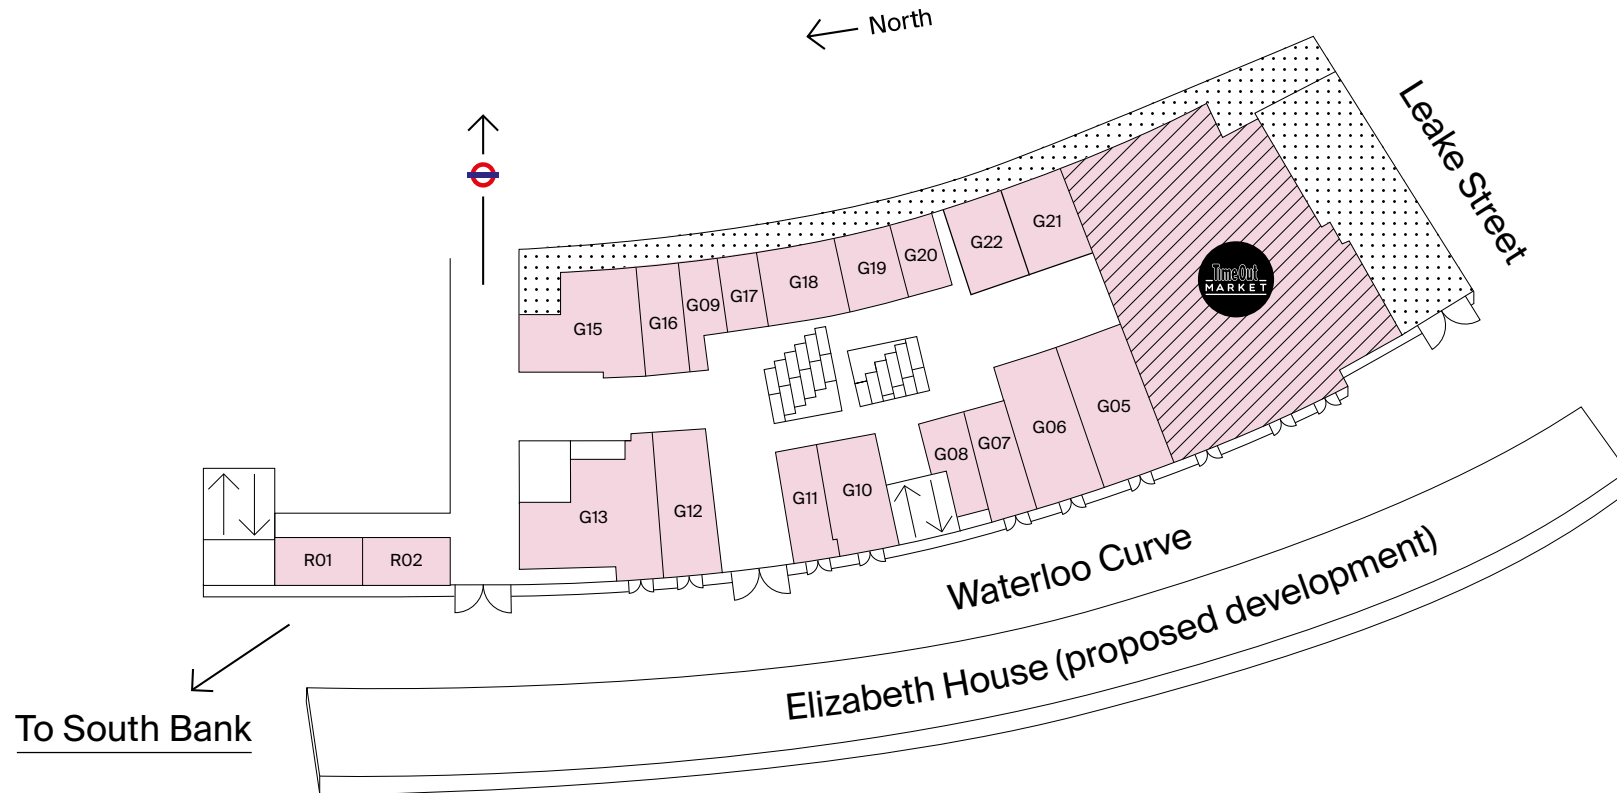 North
Leake Street
G21
G22
G20
G19
G18
G17
G09
G16
G15
TimeOut
MARKET
G05
G06
G07
G08
G10
G11
G12
G13
R01
R02
Waterloo Curve
Elizabeth House (proposed development)
To South Bank